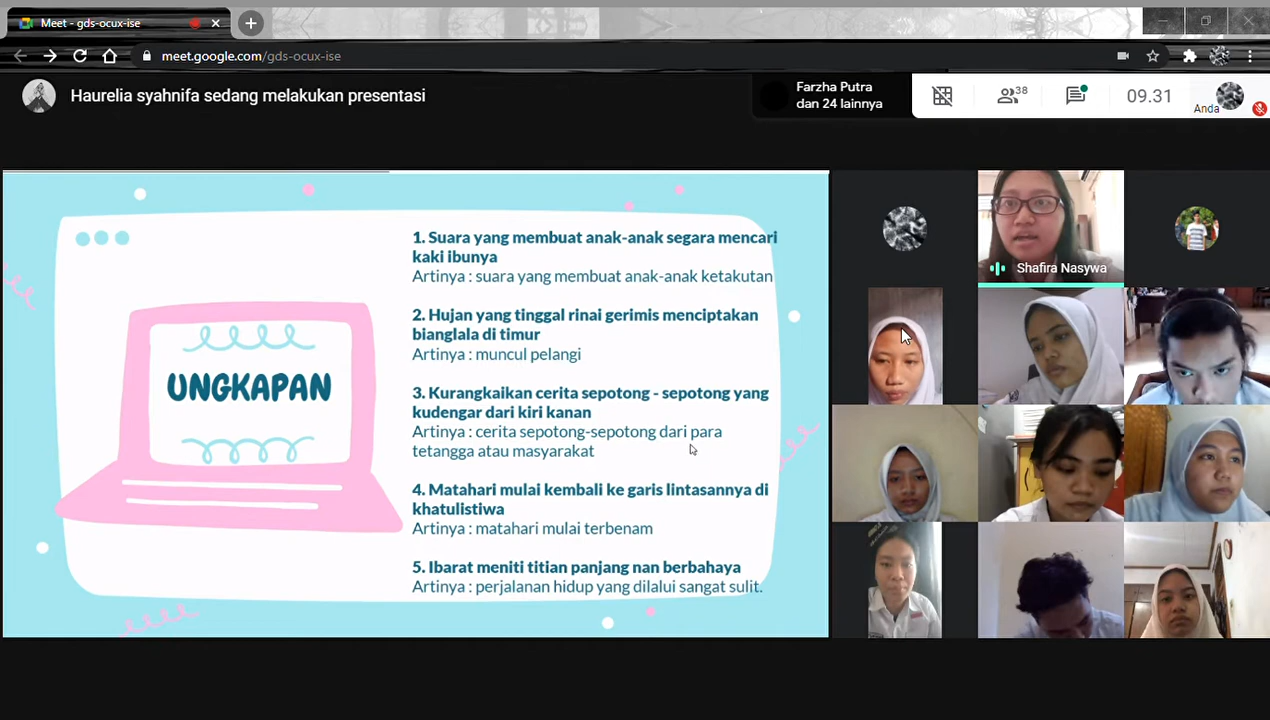 Meet - gds-ocux-ise
meet.google.com/gds-ocux-ise
Haurelia syahnifa sedang melakukan presentasi
Farzha Putra
dan 24 lainnya
38
09.31
Anda
UNGKAPAN
1. Suara yang membuat anak-anak segara mencari
kaki ibunya
Artinya : suara yang membuat anak-anak ketakutan
2. Hujan yang tinggal rinai gerimis menciptakan
bianglala di timur
Artinya : muncul pelangi
3. Kurangkaikan cerita sepotong - sepotong yang
kudengar dari kiri kanan
Artinya : cerita sepotong-sepotong dari para
tetangga atau masyarakat
4. Matahari mulai kembali ke garis lintasannya di
khatulistiwa
Artinya : matahari mulai terbenam
5. Ibarat meniti titian panjang nan berbahaya
Artinya : perjalanan hidup yang dilalui sangat sulit.
Shafira Nasywa